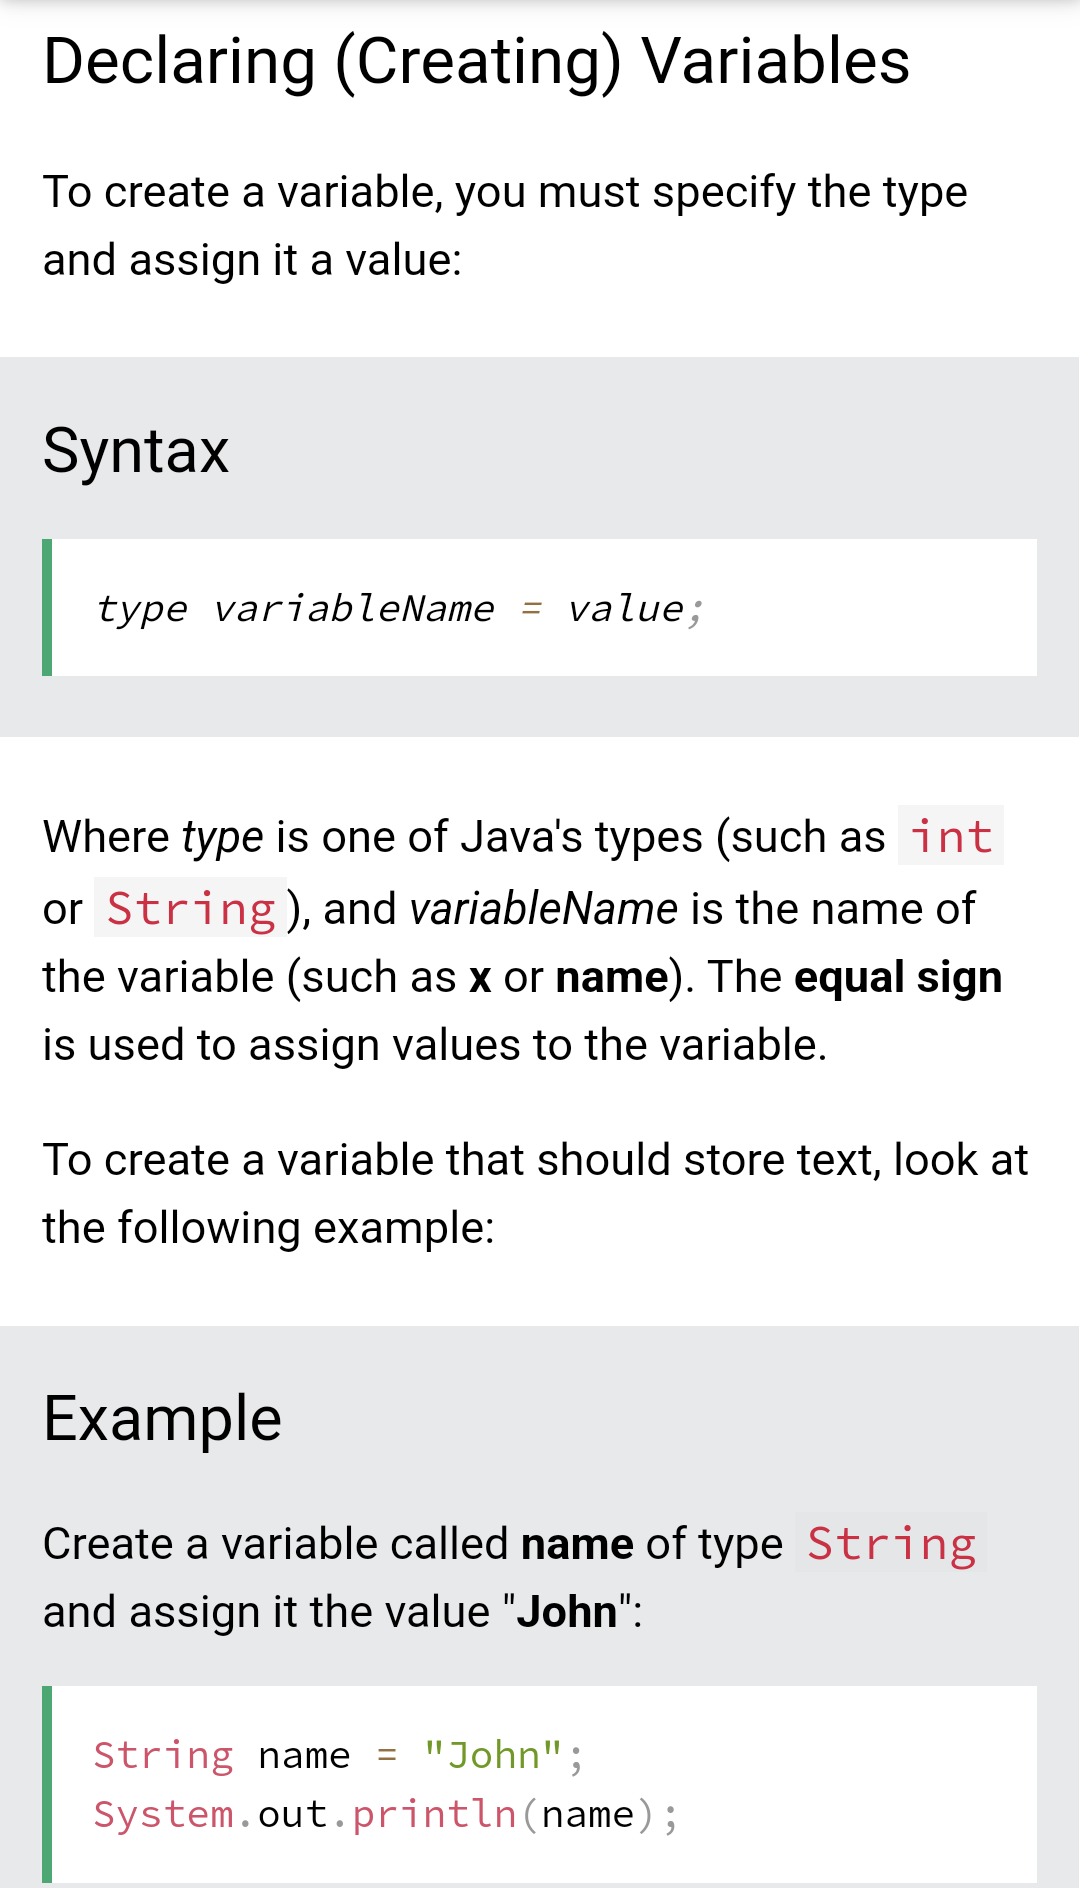 Declaring (Creating) Variables
To create a variable, you must specify the type
and assign it a value:
Syntax
type variableName = value;
Where type is one of Java's types (such as int
or String), and variableName is the name of
the variable (such as x or name). The equal sign
is used to assign values to the variable.
To create a variable that should store text, look at
the following example:
Example
Create a variable called name of type String
and assign it the value "John":
String name = "John";
System.out.println(name);